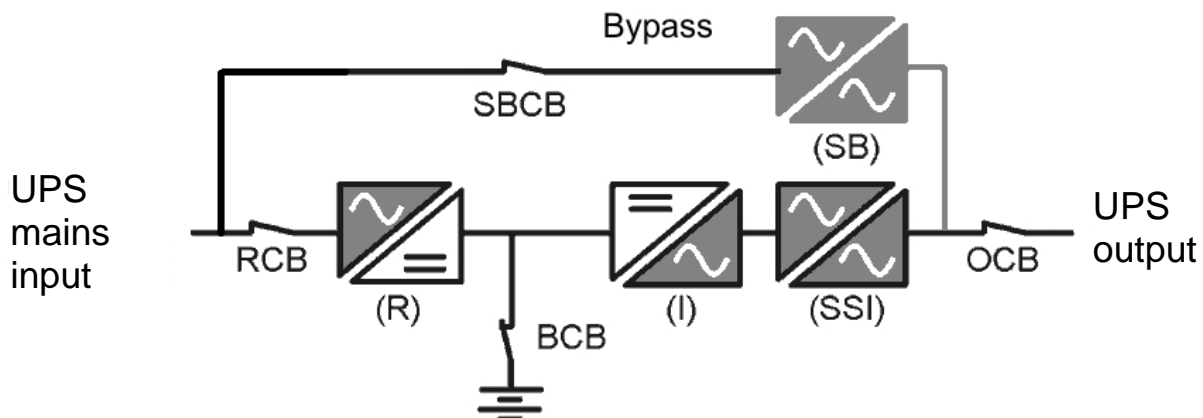 Bypass
SBCB
(SB)
UPS
mains
input
RCB
(R)
BCB
(I)
(SSI)
OCB
UPS
output